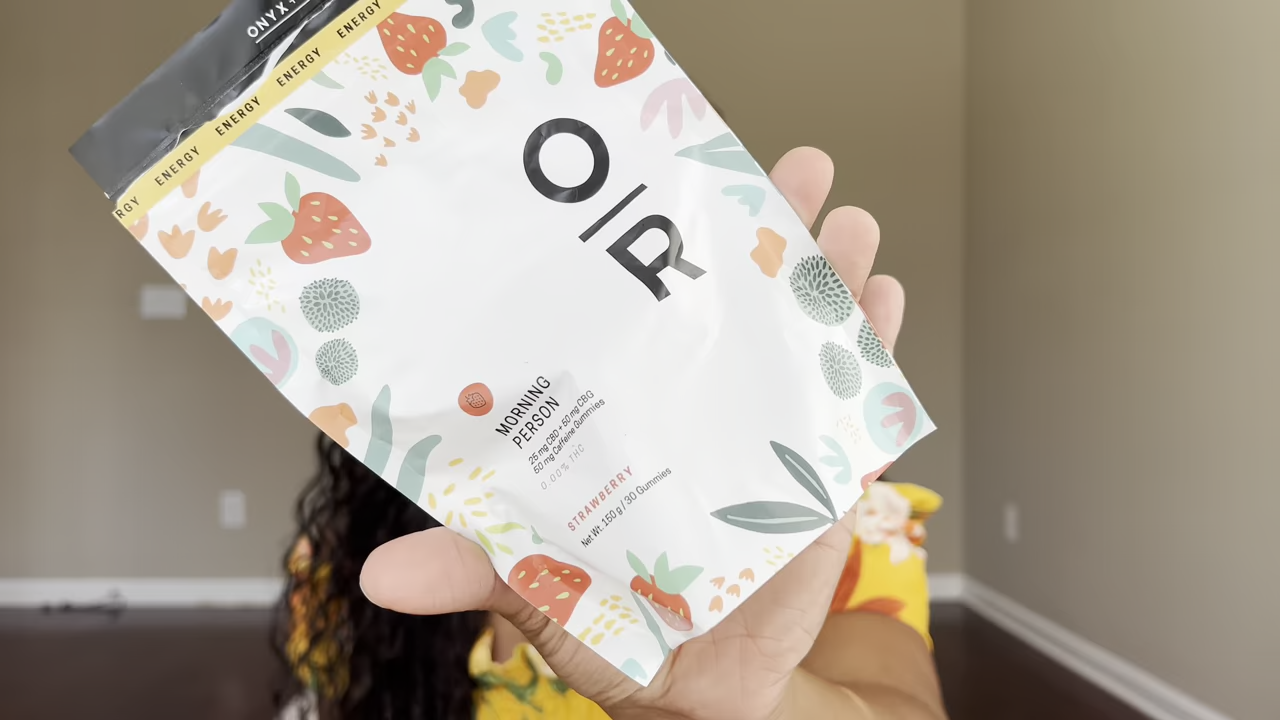 ONYX+
RGY ENERGY ENERGY ENERGY ENERGY
O/R
MORNING
PERSON
25 mg CBD + 50 mg CBG
50 mg Caffeine Gummies
0.00% THC
STRAWBERRY
Net Wt. 150 g / 30 Gummies